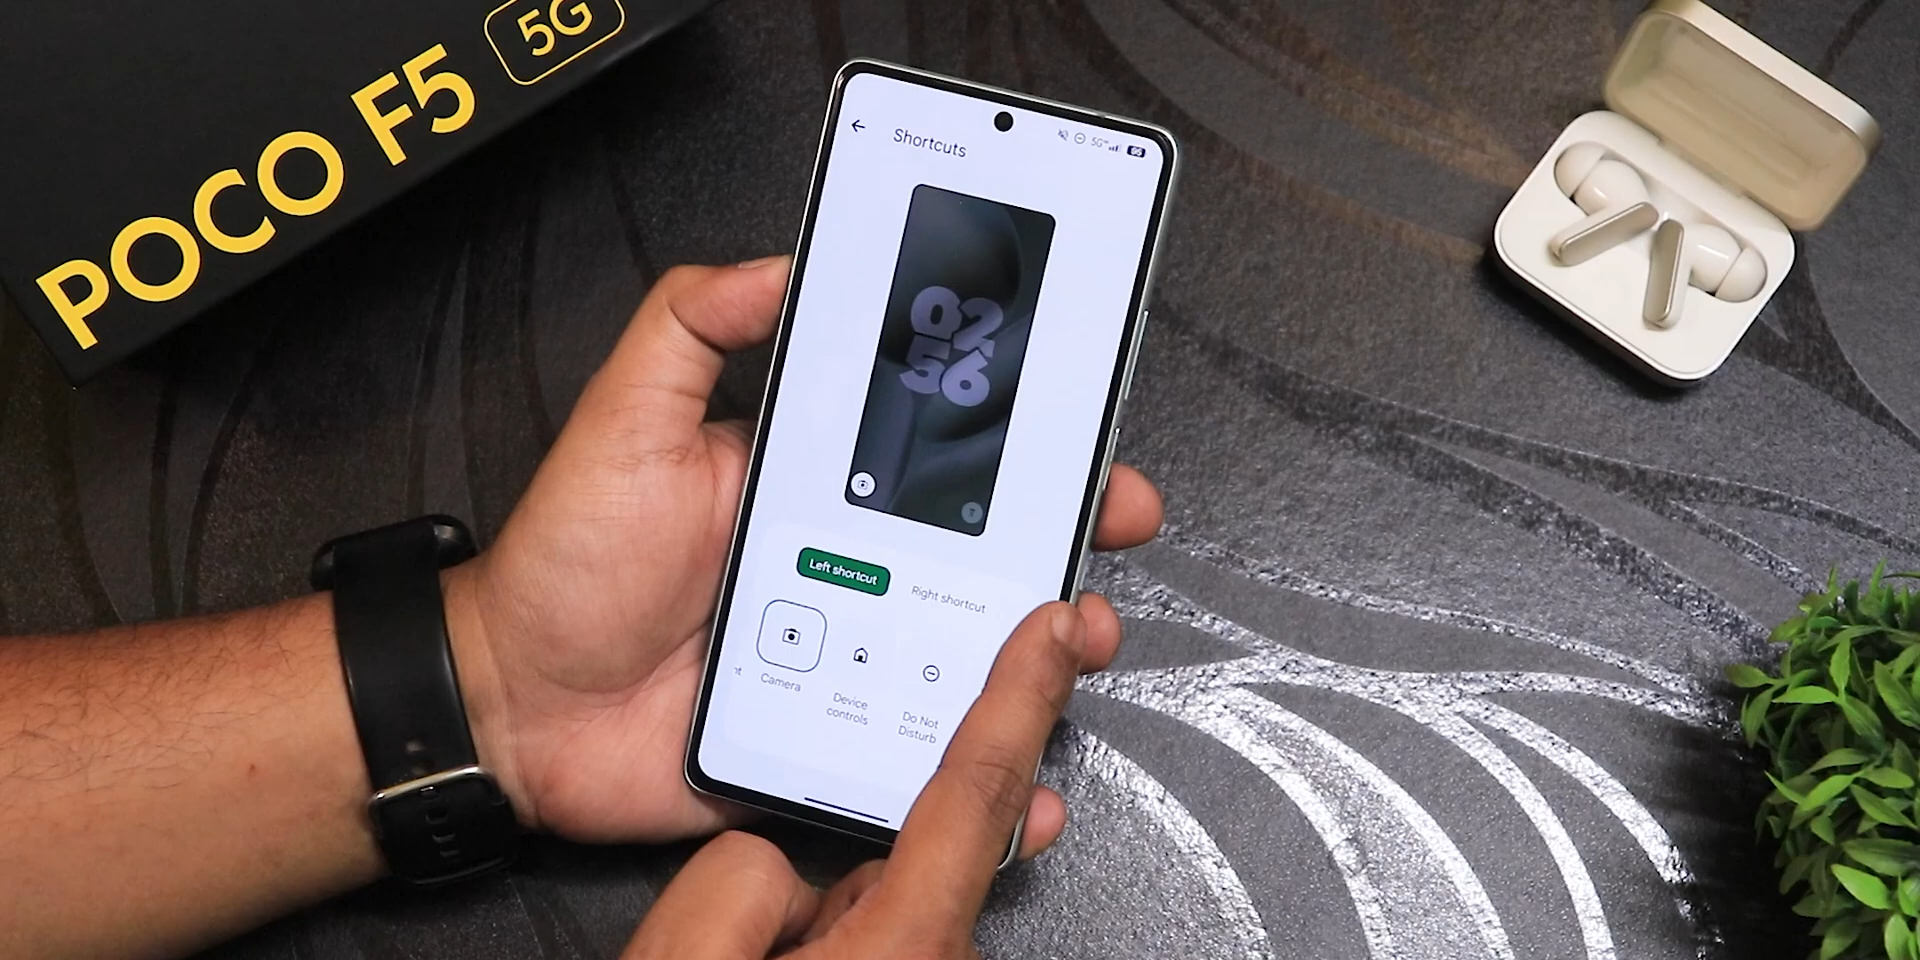 POCO F5 5G
Shortcuts
5G
02
56
Left shortcut
Right shortcut
Camera
Device
controls
Do Not
Disturb